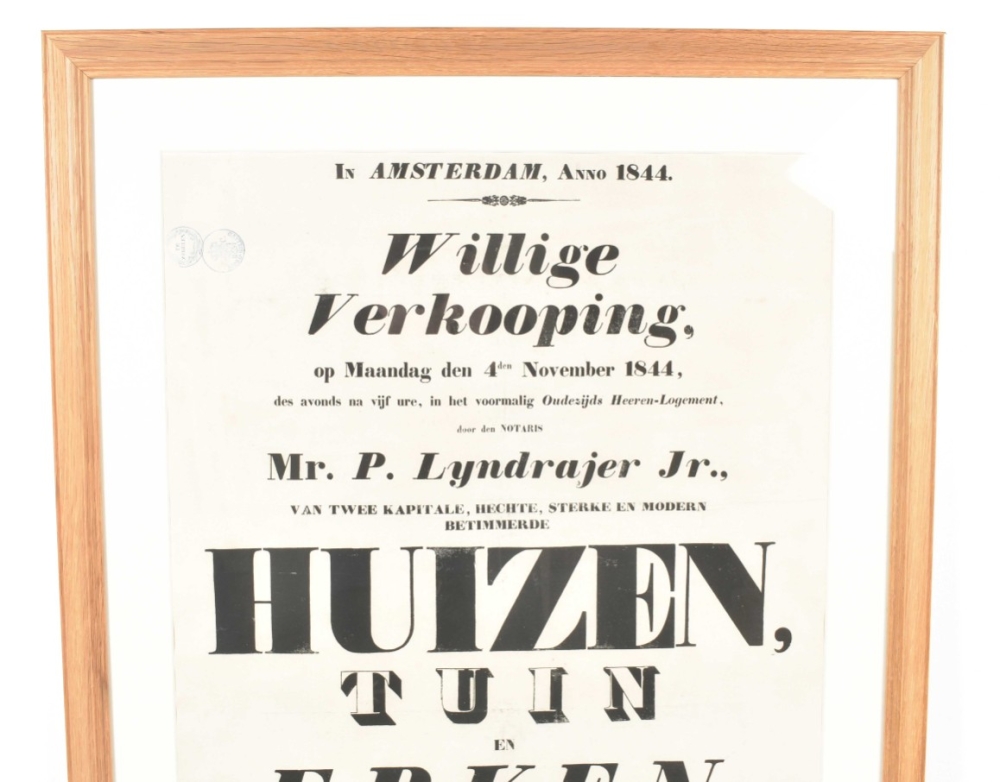 In AMSTERDAM, Anno 1844.
Willige
Verkooping,
op Maandag den 4den November 1844,
des avonds na vijf ure, in het voormalig Oudezijds Heeren-Logement,
door den NOTARIS
Mr. P. Lyndrajer Jr.,
VAN TWEE KAPITALE, HECHTE, STERKE EN MODERN
BETIMMERDE
HUIZEN,
TUIN
EN
ERKEN